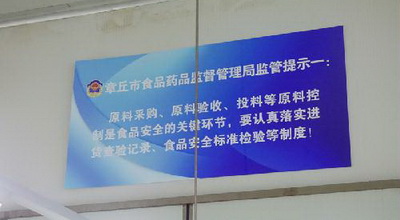 章丘市食品药品监督管理局监管提示一：
原料采购、原料验收、投料等原料控
制是食品安全的关键环节，要认真落实进
货查验记录、食品安全标准检验等制度！